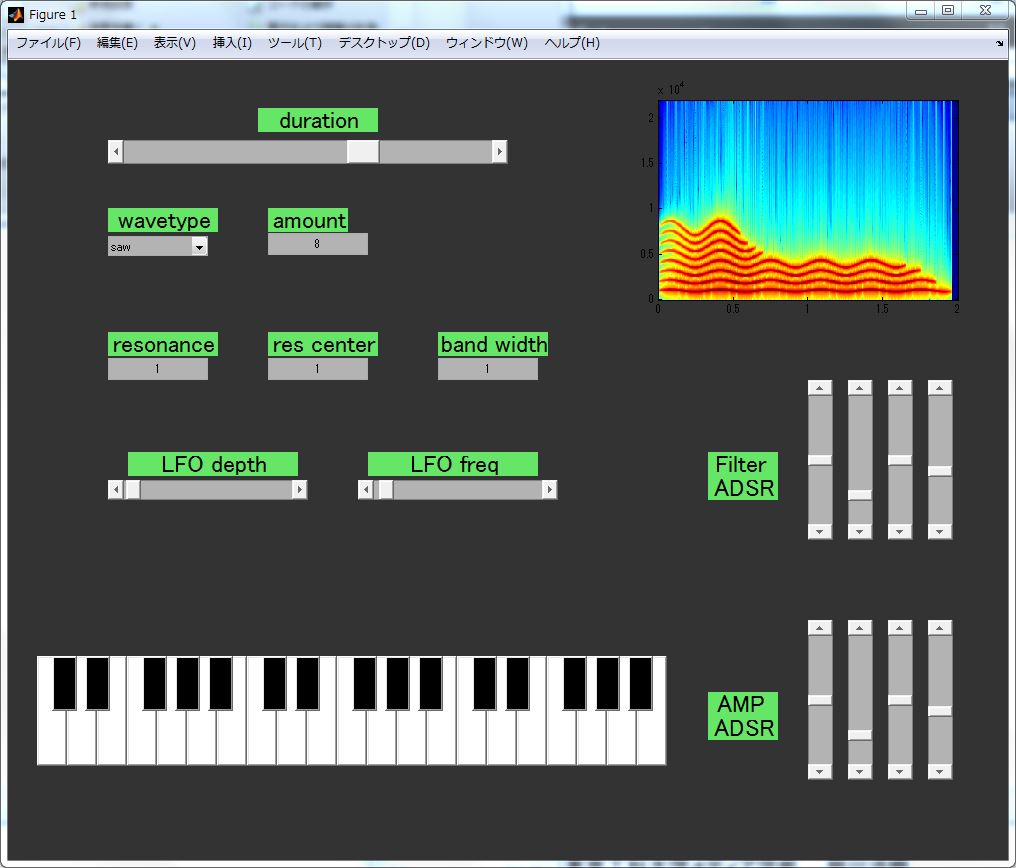 Figure 1
ファイル(F) 編集(E) 表示(V) 挿入(I) ツール(T) デスクトップ(D) ウィンドウ(W) ヘルプ(H)
duration
wavetype
saw
amount
8
x 10^4
2
1.5
1
0.5
0
0 0.5 1 1.5 2
resonance
1
res center
1
band width
1
LFO depth
LFO freq
Filter
ADSR
AMP
ADSR